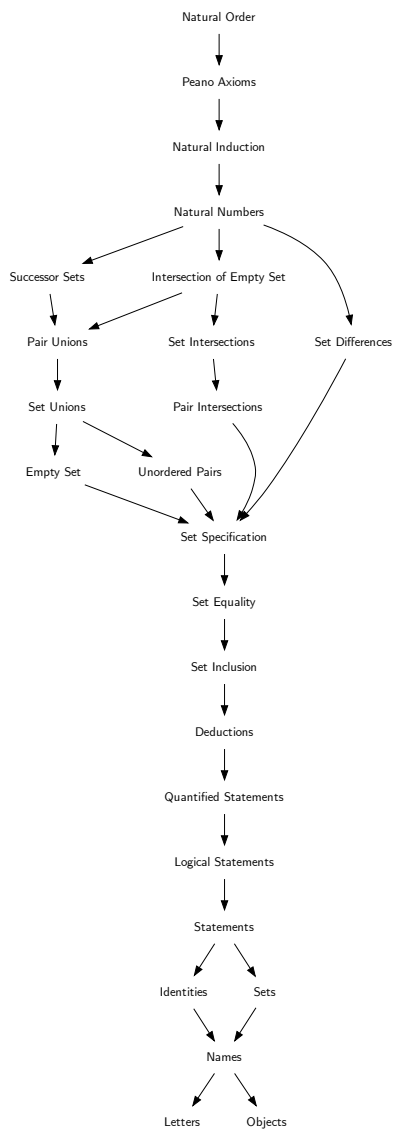 Natural Order
Peano Axioms
Natural Induction
Natural Numbers
Successor Sets
Intersection of Empty Set
Pair Unions
Set Intersections
Set Differences
Set Unions
Pair Intersections
Empty Set
Unordered Pairs
Set Specification
Set Equality
Set Inclusion
Deductions
Quantified Statements
Logical Statements
Statements
Identities
Sets
Names
Letters
Objects